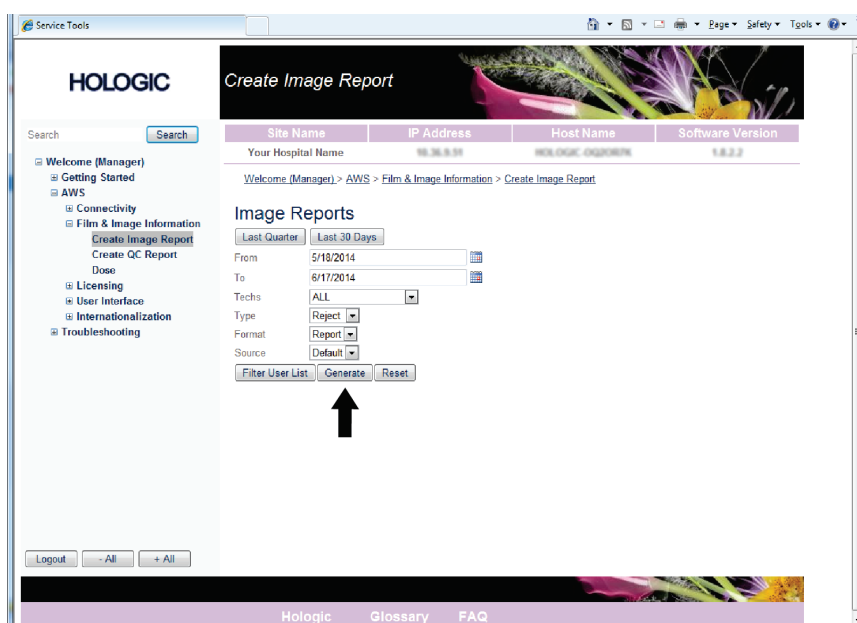 Service Tools
Page Safety Tools
HOLOGIC
Create Image Report
Search Search
Site Name IP Address Host Name Software Version
Your Hospital Name 1.8.2.2
Welcome (Manager)
Getting Started
AWS
Connectivity
Film & Image Information
Create Image Report
Create QC Report
Dose
Licensing
User Interface
Internationalization
Troubleshooting
Welcome (Manager) > AWS > Film & Image Information > Create Image Report
Image Reports
Last Quarter Last 30 Days
From 5/18/2014
To 6/17/2014
Techs ALL
Type Reject
Format Report
Source Default
Filter User List Generate Reset
Logout - All + All
Hologic Glossary FAQ